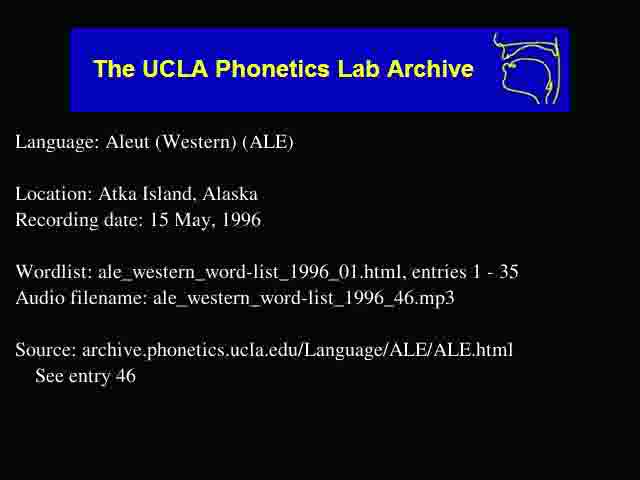 The UCLA Phonetics Lab Archive
Language: Aleut (Western) (ALE)
Location: Atka Island, Alaska
Recording date: 15 May, 1996
Wordlist: ale_western_word-list_1996_01.html, entries 1 - 35
Audio filename: ale_western_word-list_1996_46.mp3
Source: archive.phonetics.ucla.edu/Language/ALE/ALE.html
See entry 46